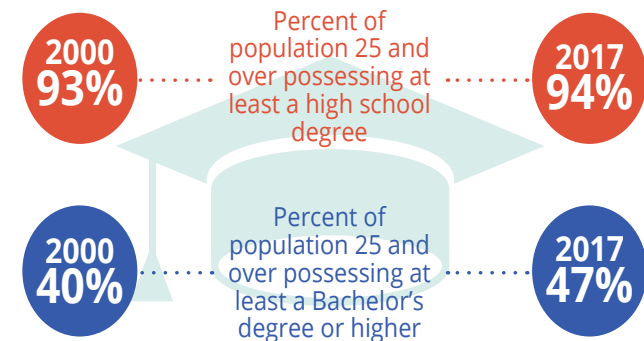 2000
93%
Percent of
population 25 and
over possessing at
least a high school
degree
2017
94%
2000
40%
Percent of
population 25 and
over possessing at
least a Bachelor's
degree or higher
2017
47%